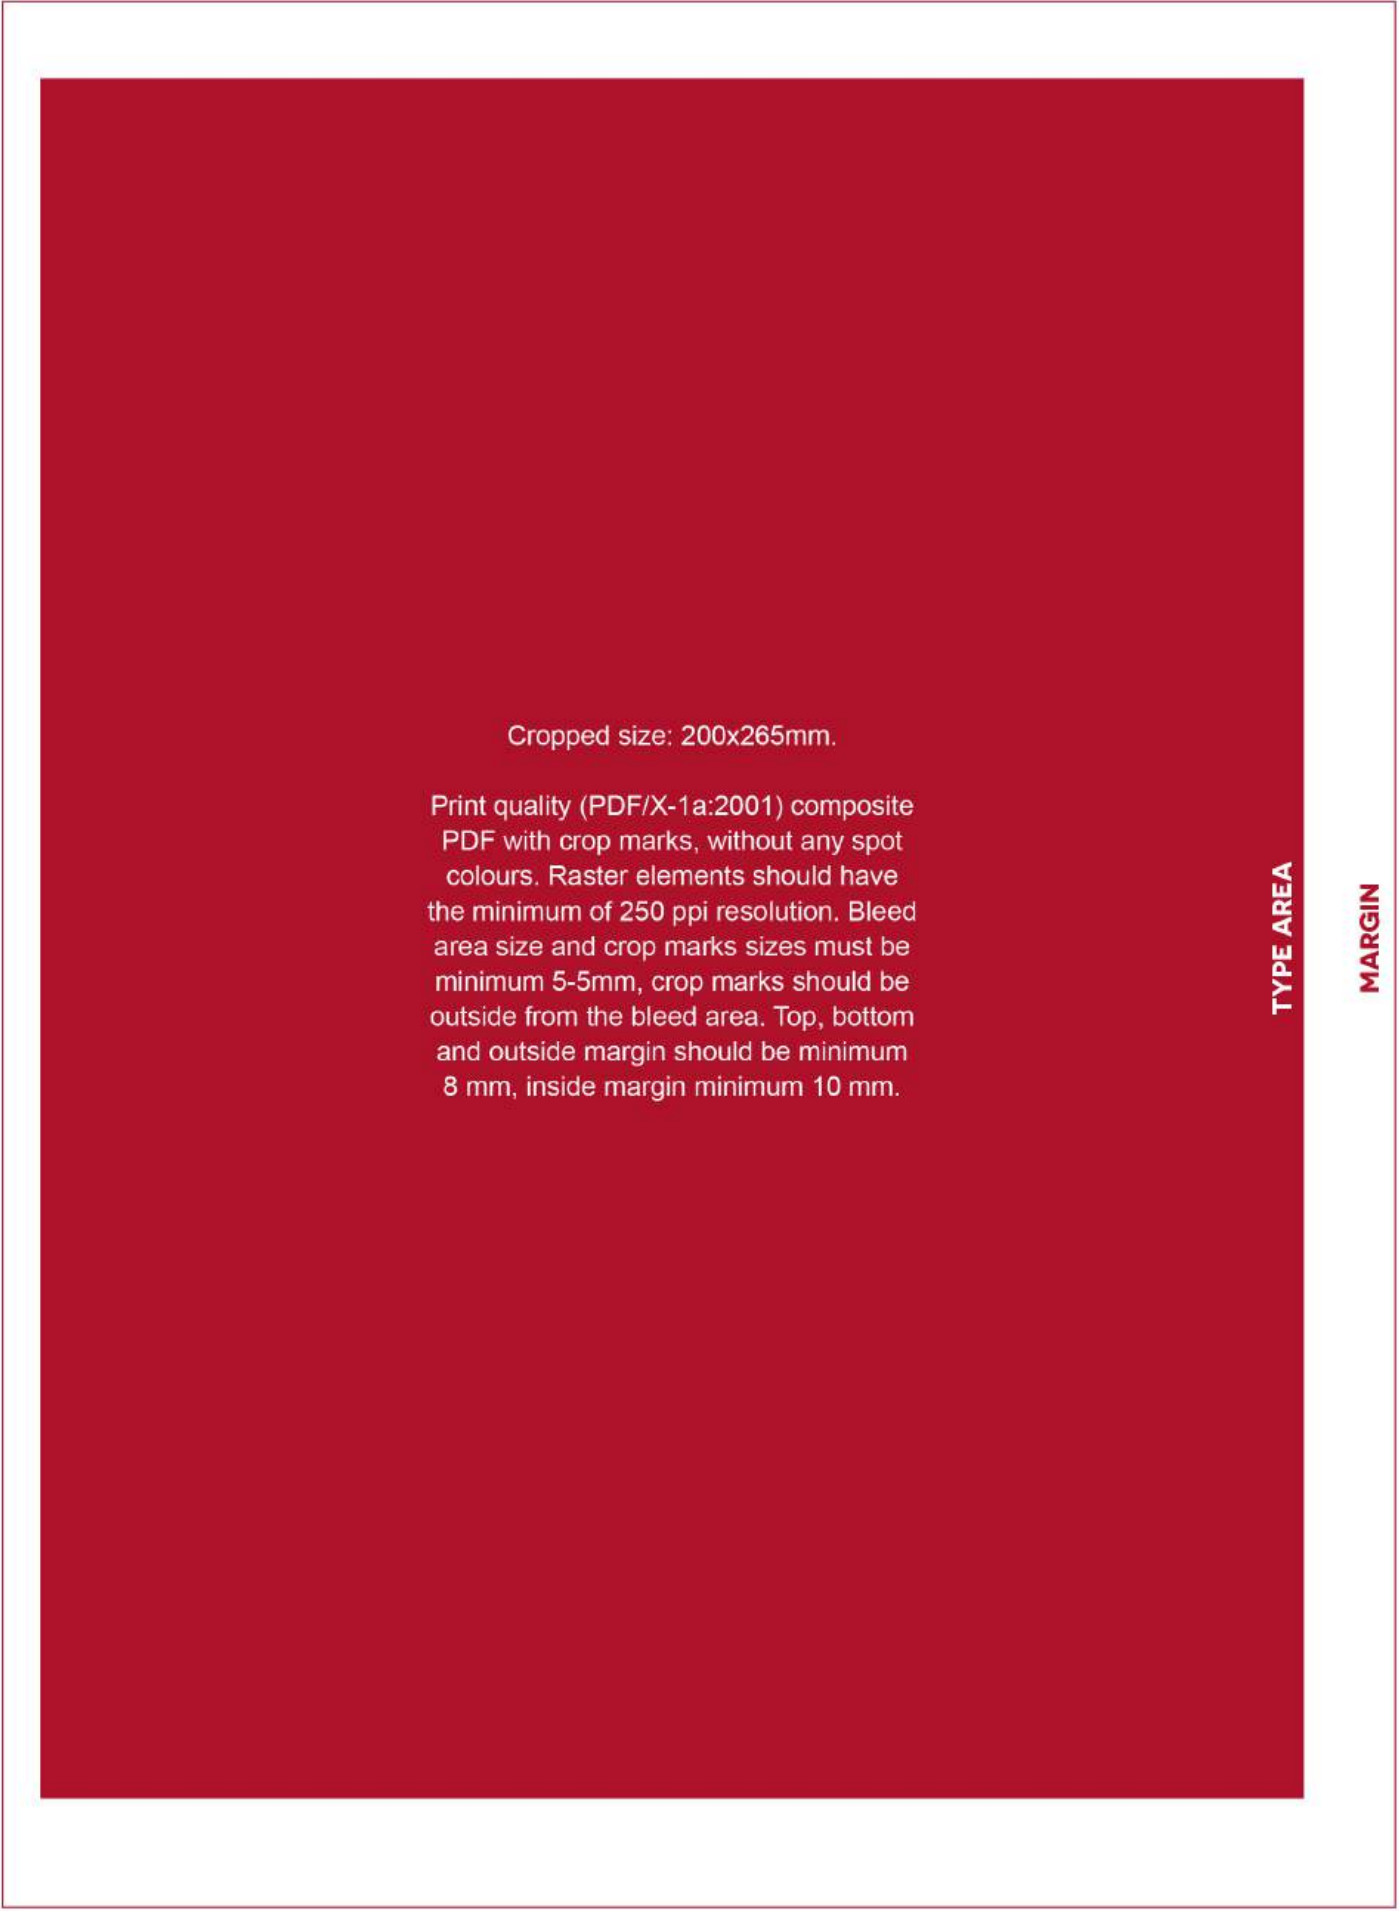 Cropped size: 200x265mm.
Print quality (PDF/X-1a:2001) composite
PDF with crop marks, without any spot
colours. Raster elements should have
the minimum of 250 ppi resolution. Bleed
area size and crop marks sizes must be
minimum 5-5mm, crop marks should be
outside from the bleed area. Top, bottom
and outside margin should be minimum
8 mm, inside margin minimum 10 mm.
TYPE AREA
MARGIN